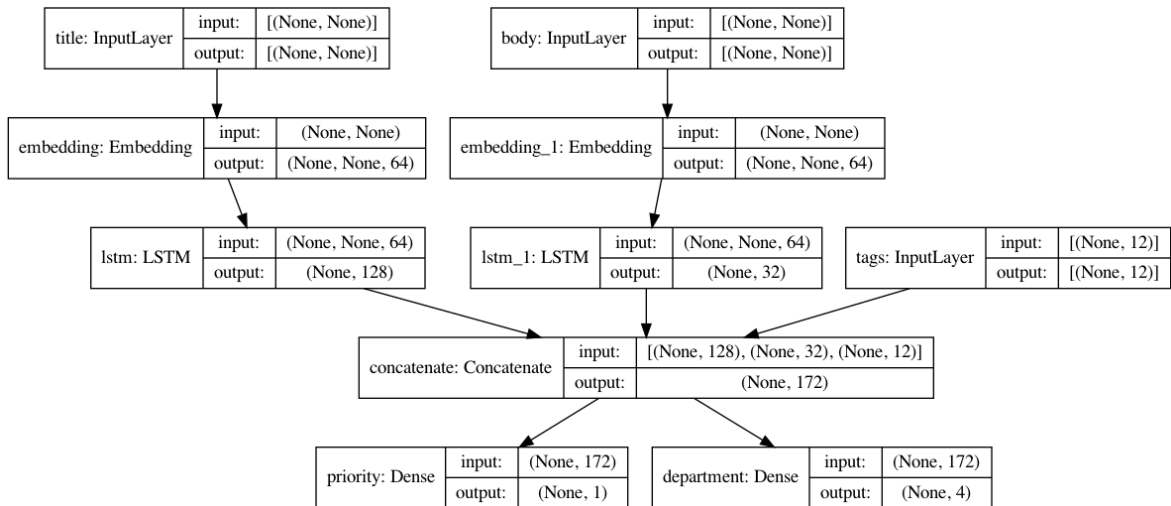 title: InputLayer
input: [(None, None)]
output: [(None, None)]
body: InputLayer
input: [(None, None)]
output: [(None, None)]
embedding: Embedding
input: (None, None)
output: (None, None, 64)
embedding_1: Embedding
input: (None, None)
output: (None, None, 64)
lstm: LSTM
input: (None, None, 64)
output: (None, 128)
lstm_1: LSTM
input: (None, None, 64)
output: (None, 32)
tags: InputLayer
input: [(None, 12)]
output: [(None, 12)]
concatenate: Concatenate
input: [(None, 128), (None, 32), (None, 12)]
output: (None, 172)
priority: Dense
input: (None, 172)
output: (None, 1)
department: Dense
input: (None, 172)
output: (None, 4)